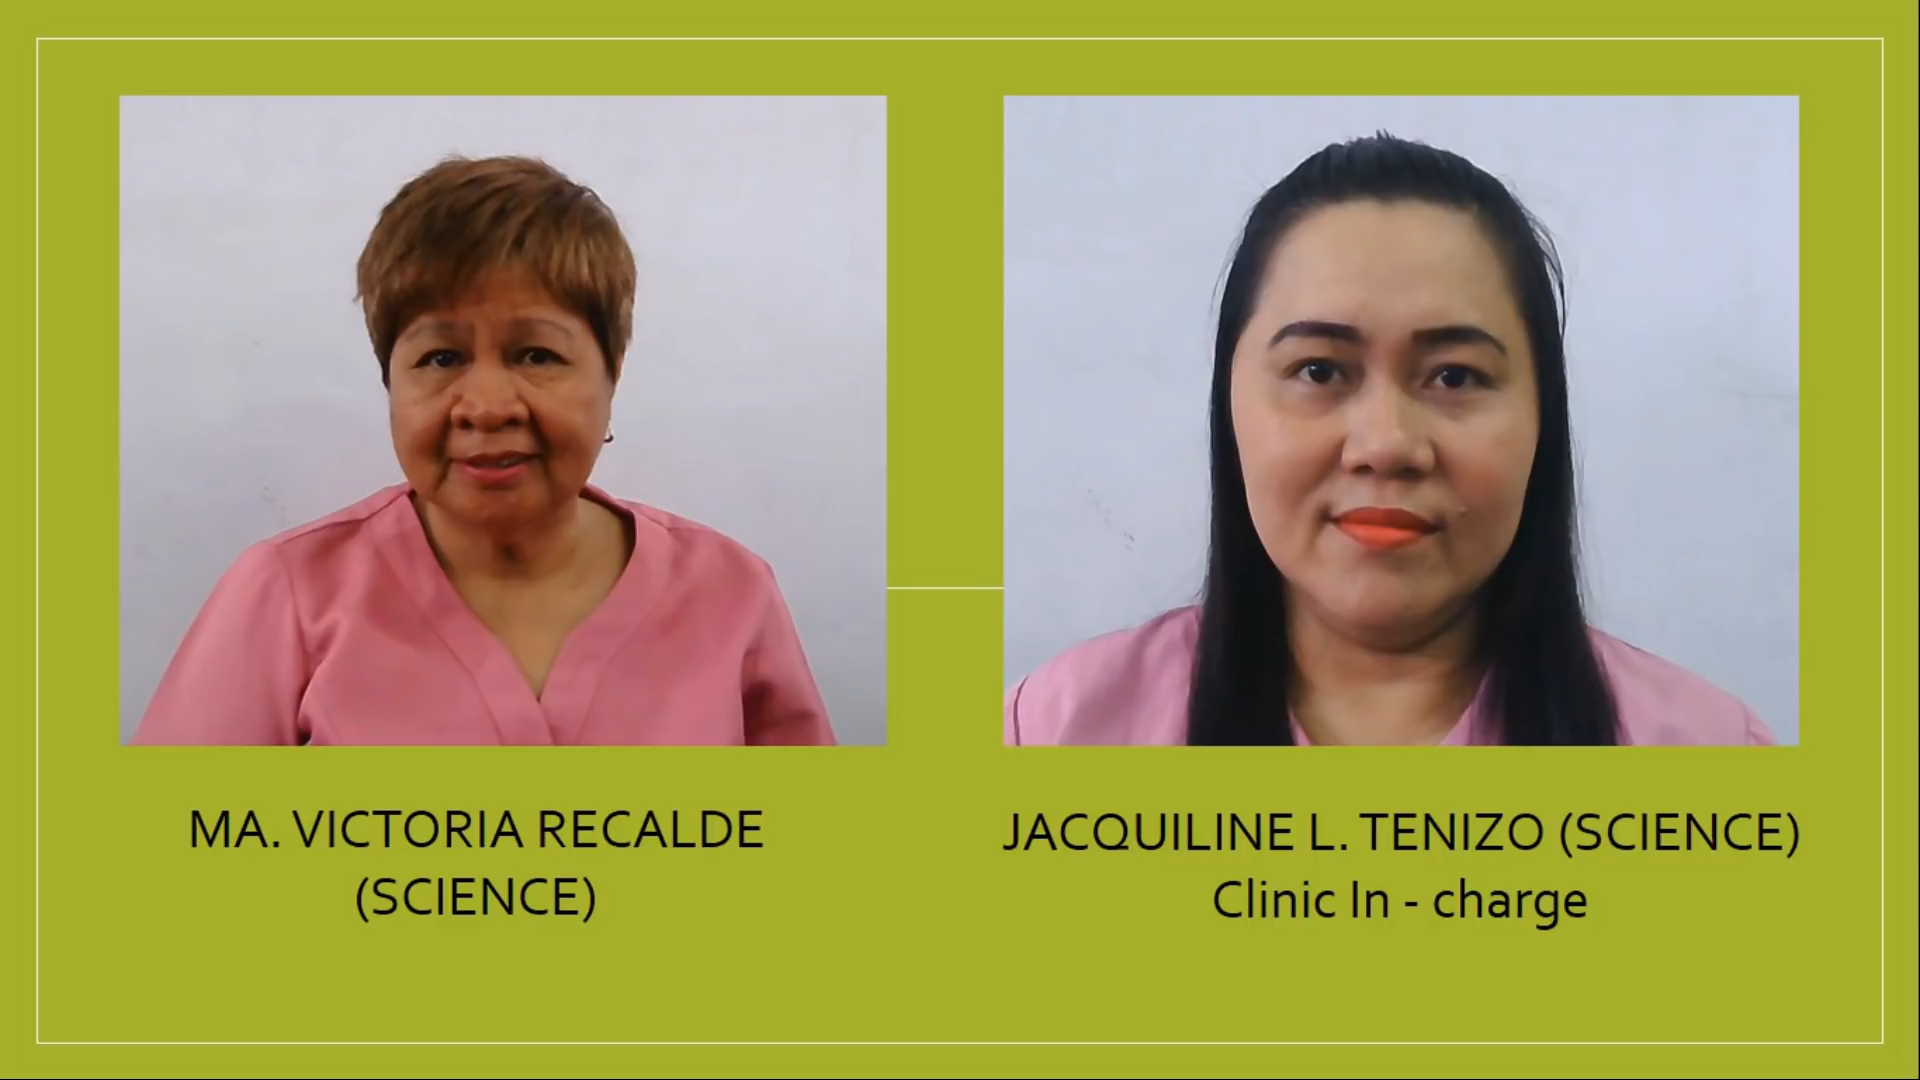 MA. VICTORIA RECALDE
(SCIENCE)
JACQUILINE L. TENIZO (SCIENCE)
Clinic In - charge